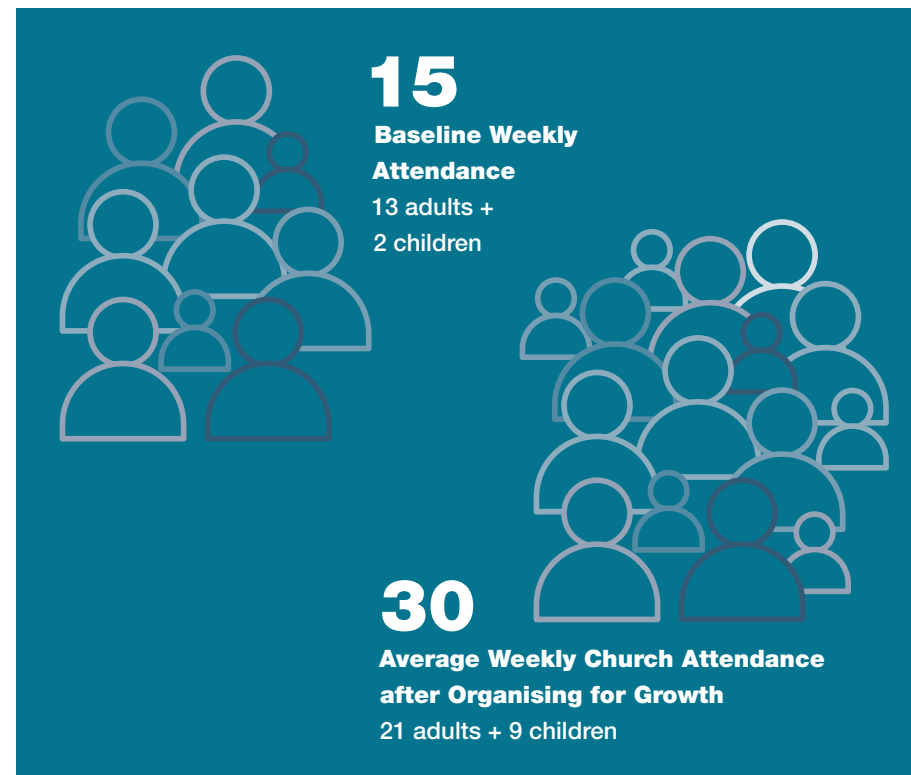 15
Baseline Weekly
Attendance
13 adults +
2 children
30
Average Weekly Church Attendance
after Organising for Growth
21 adults + 9 children